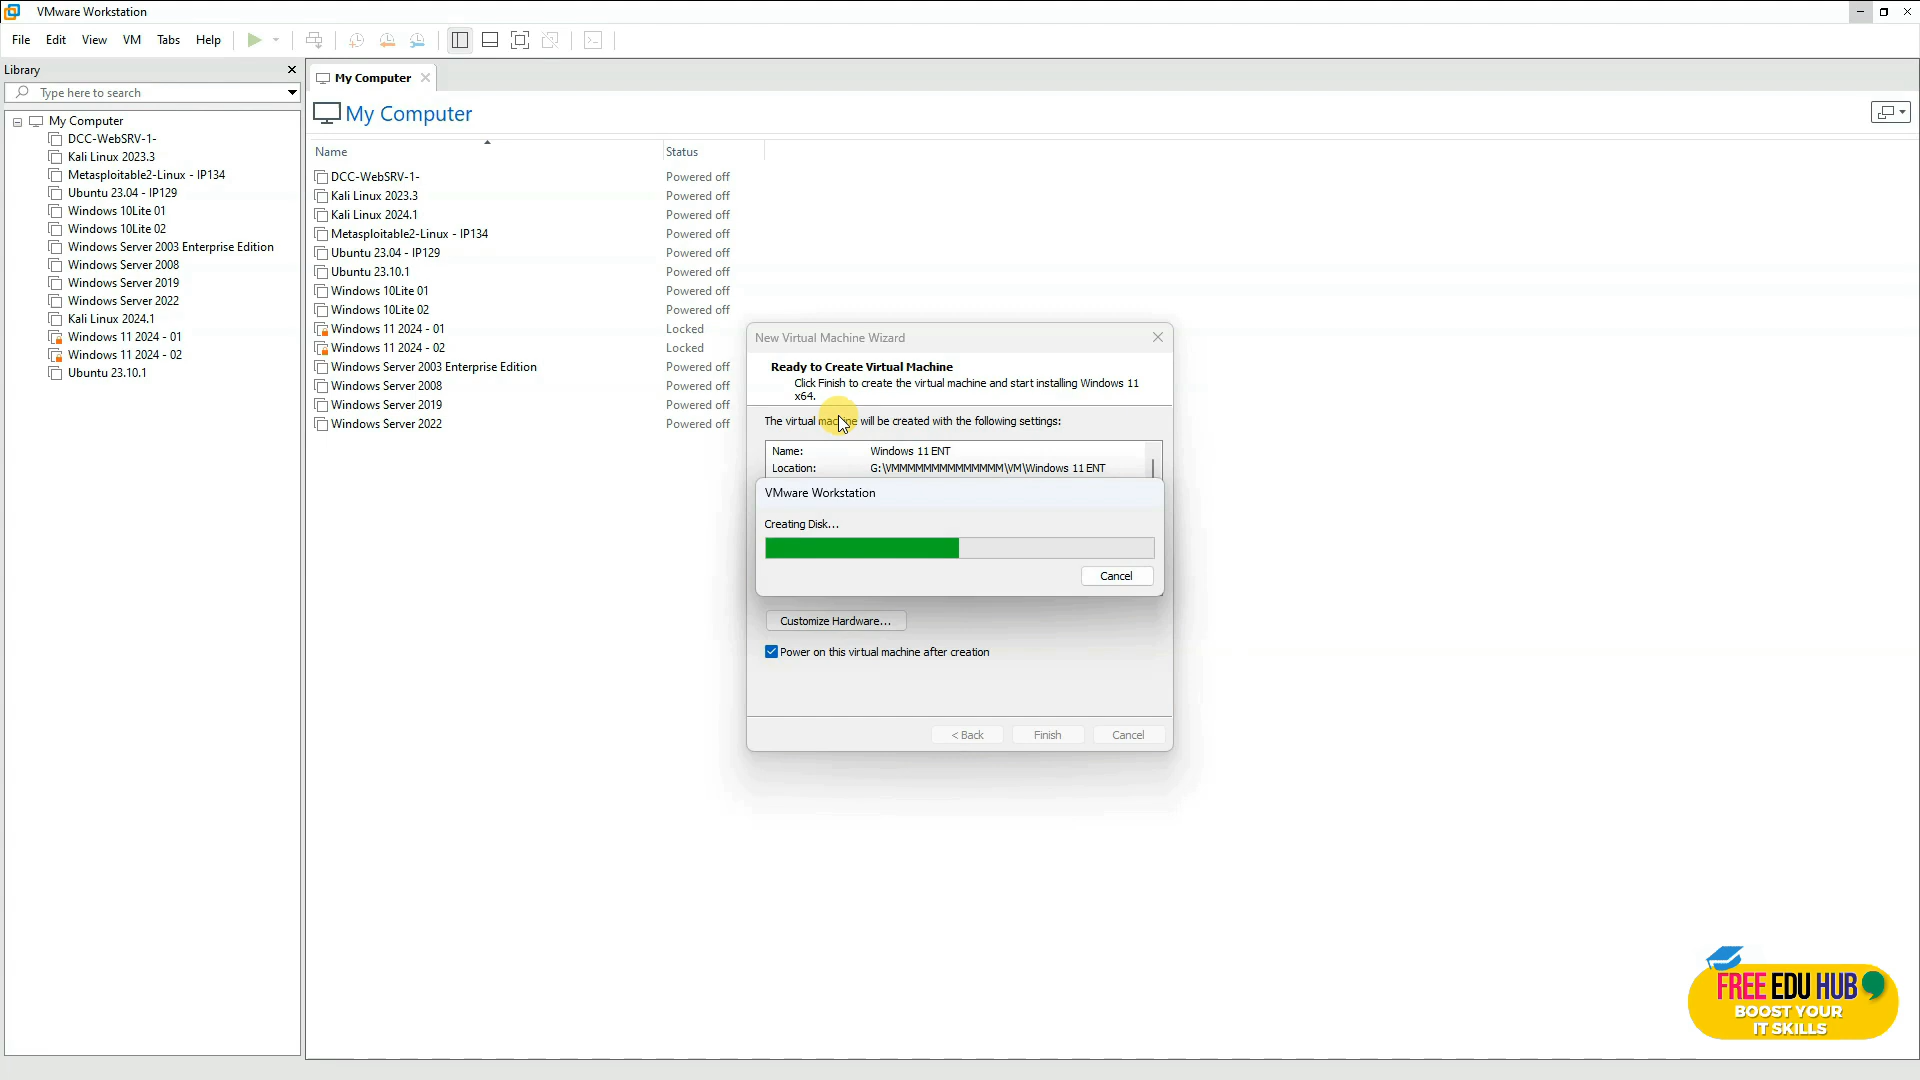 VMware Workstation
File Edit View VM Tabs Help
Library
Type here to search
My Computer
DCC-WebSRV-1-
Kali Linux 2023.3
Metasploitable2-Linux - IP134
Ubuntu 23.04 - IP129
Windows 10Lite 01
Windows 10Lite 02
Windows Server 2003 Enterprise Edition
Windows Server 2008
Windows Server 2019
Windows Server 2022
Kali Linux 2024.1
Windows 11 2024 - 01
Windows 11 2024 - 02
Ubuntu 23.10.1
My Computer
My Computer
Name Status
DCC-WebSRV-1- Powered off
Kali Linux 2023.3 Powered off
Kali Linux 2024.1 Powered off
Metasploitable2-Linux - IP134 Powered off
Ubuntu 23.04 - IP129 Powered off
Ubuntu 23.10.1 Powered off
Windows 10Lite 01 Powered off
Windows 10Lite 02 Powered off
Windows 11 2024 - 01 Locked
Windows 11 2024 - 02 Locked
Windows Server 2003 Enterprise Edition Powered off
Windows Server 2008 Powered off
Windows Server 2019 Powered off
Windows Server 2022 Powered off
New Virtual Machine Wizard
Ready to Create Virtual Machine
Click Finish to create the virtual machine and start installing Windows 11
x64.
The virtual machine will be created with the following settings:
Name: Windows 11 ENT
Location: G:\VMMMMMMMMMMMMMMM\VM\Windows 11 ENT
VMware Workstation
Creating Disk...
Cancel
Customize Hardware...
Power on this virtual machine after creation
< Back Finish Cancel
FREE EDU HUB
BOOST YOUR
IT SKILLS